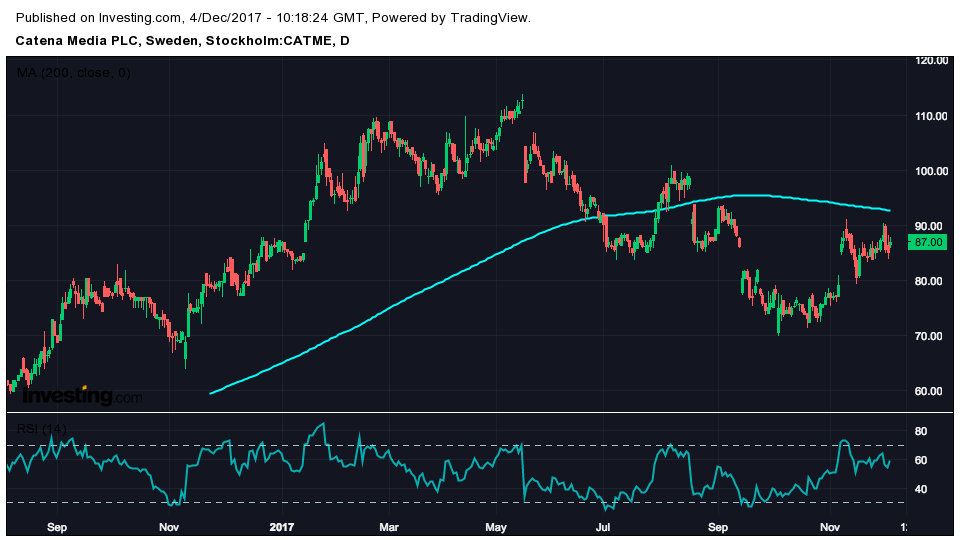 Published on Investing.com, 4/Dec/2017 - 10:18:24 GMT, Powered by TradingView.
Catena Media PLC, Sweden, Stockholm:CATME, D
MA (200, close, 0)
120.00
110.00
100.00
90.00
87.00
80.00
70.00
60.00
Investing.com
RSI (14)
80
60
40
Sep
Nov
2017
Mar
May
Jul
Sep
Nov